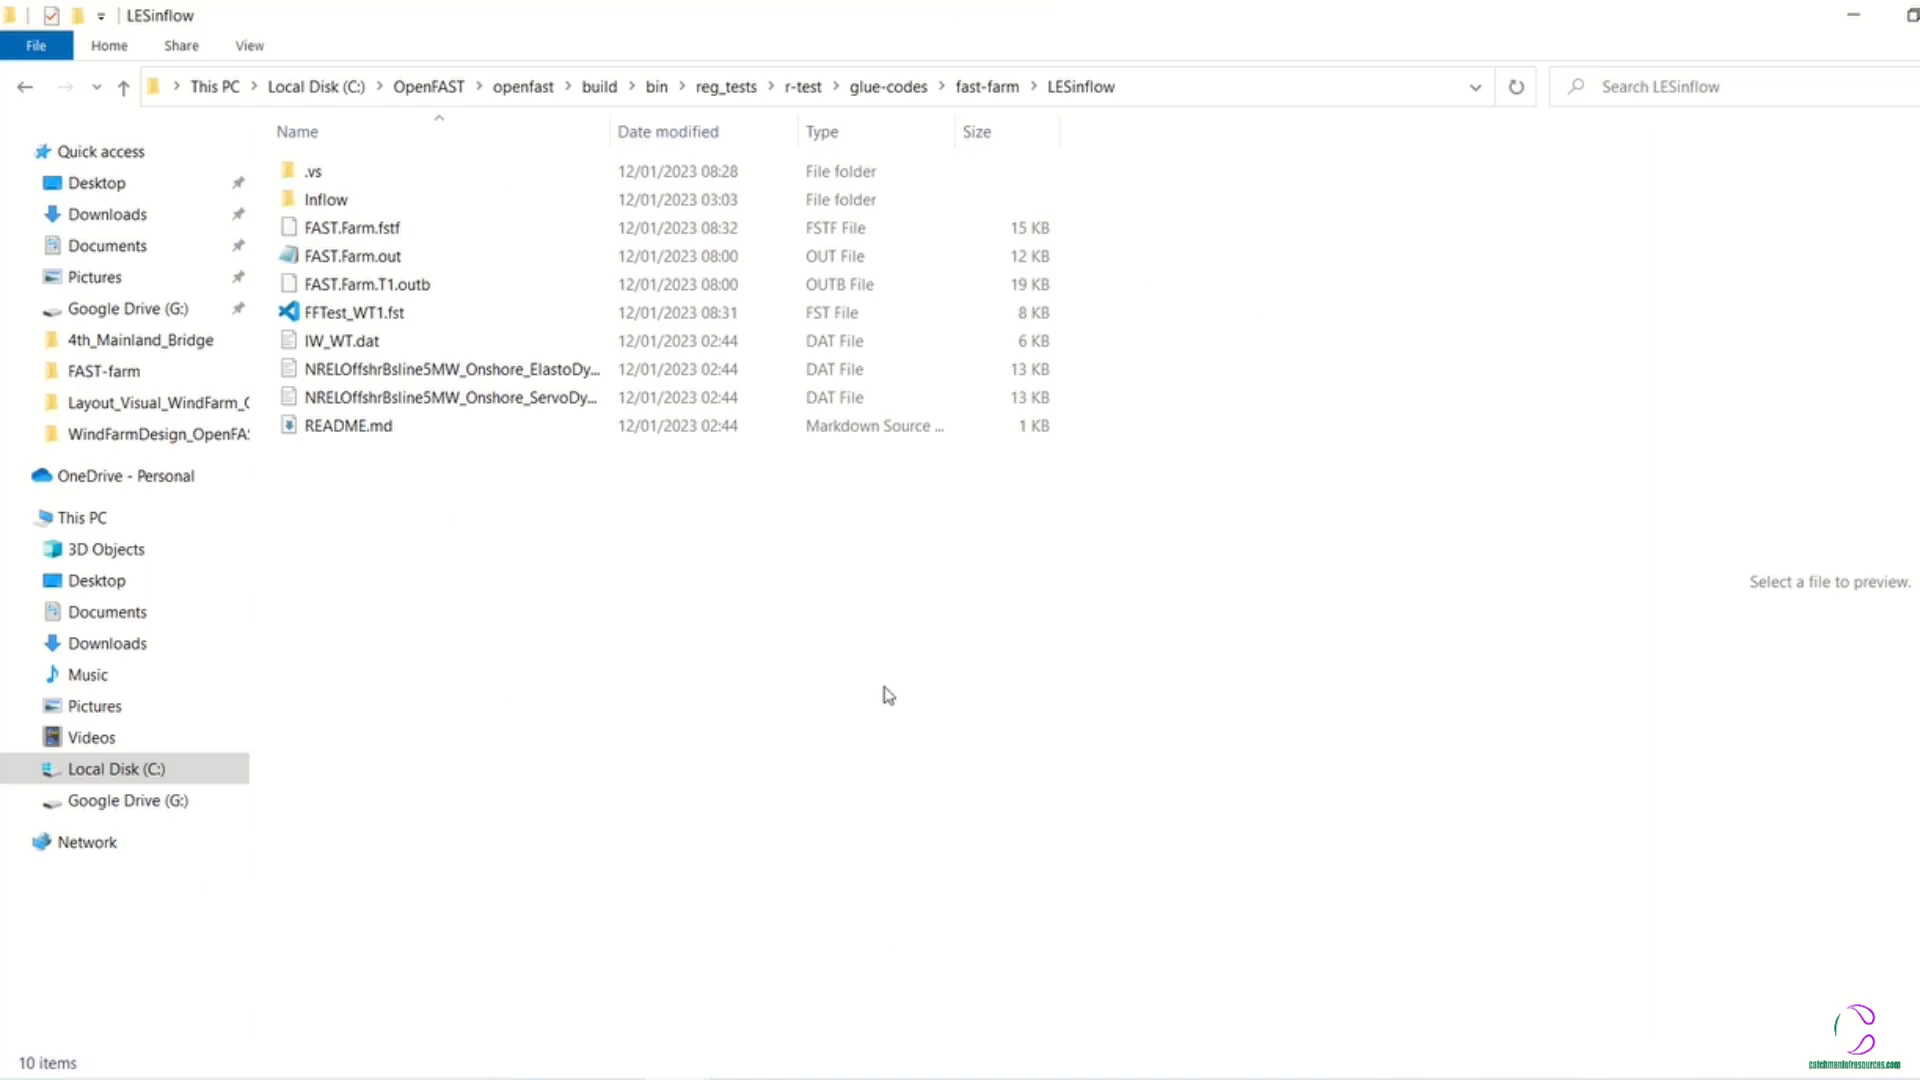 LESinflow
File Home Share View
This PC > Local Disk (C:) > OpenFAST > openfast > build > bin > reg_tests > r-test > glue-codes > fast-farm > LESinflow
Search LESinflow
Quick access
Desktop
Downloads
Documents
Pictures
Google Drive (G:)
4th_Mainland_Bridge
FAST-farm
Layout_Visual_WindFarm_
WindFarmDesign_OpenFA
OneDrive - Personal
This PC
3D Objects
Desktop
Documents
Downloads
Music
Pictures
Videos
Local Disk (C:)
Google Drive (G:)
Network
Name Date modified Type Size
.vs 12/01/2023 08:28 File folder
Inflow 12/01/2023 03:03 File folder
FAST.Farm.fstf 12/01/2023 08:32 FSTF File 15 KB
FAST.Farm.out 12/01/2023 08:00 OUT File 12 KB
FAST.Farm.T1.outb 12/01/2023 08:00 OUTB File 19 KB
FFTest_WT1.fst 12/01/2023 08:31 FST File 8 KB
IW_WT.dat 12/01/2023 02:44 DAT File 6 KB
NRELOffshrBsline5MW_Onshore_ElastoDy... 12/01/2023 02:44 DAT File 13 KB
NRELOffshrBsline5MW_Onshore_ServoDy... 12/01/2023 02:44 DAT File 13 KB
README.md 12/01/2023 02:44 Markdown Source ... 1 KB
Select a file to preview.
10 items
catchmentofresources.com